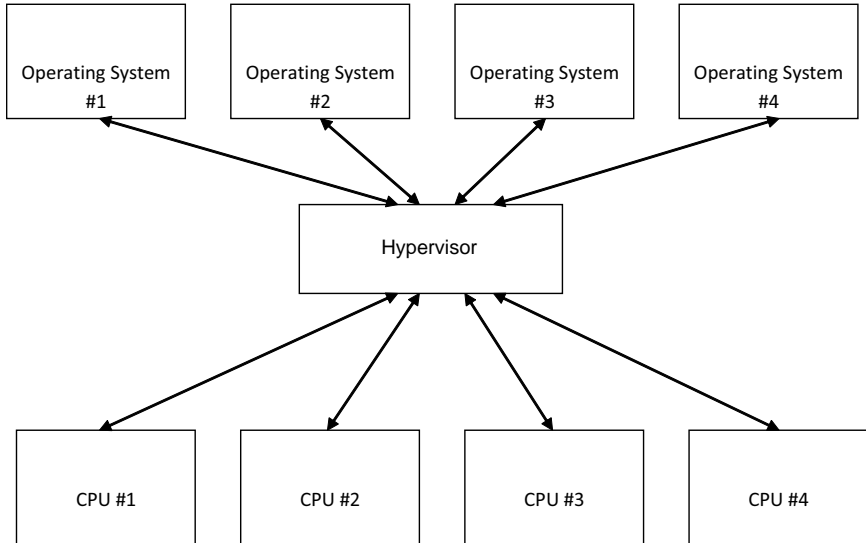 Operating System
#1
Operating System
#2
Operating System
#3
Operating System
#4
Hypervisor
CPU #1
CPU #2
CPU #3
CPU #4